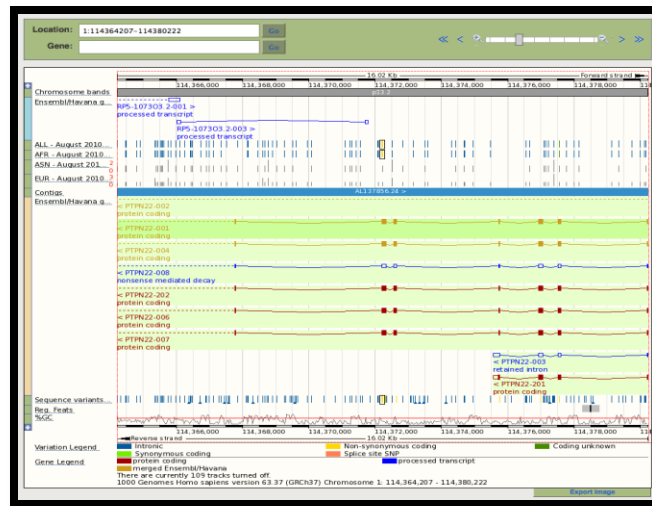 Location: 1:114364207-114380222 Go
Gene: Go
16.02 Kb Forward strand
114,366,000 114,368,000 114,370,000 114,372,000 114,374,000 114,376,000 114,378,000
Chromosome bands
Ensembl/Havana g...
RP5-1073O3.2-001 >
processed transcript
RP5-1073O3.2-003 >
processed transcript
ALL - August 2010...
AFR - August 2010...
ASN - August 201...
EUR - August 2010
Contigs AL137856.24 >
Ensembl/Havana g...
< PTPN22-002
protein coding
< PTPN22-001
protein coding
< PTPN22-004
protein coding
< PTPN22-008
nonsense mediated decay
< PTPN22-202
protein coding
< PTPN22-006
protein coding
< PTPN22-007
protein coding
< PTPN22-003
retained intron
< PTPN22-201
protein coding
Sequence variants...
Reg. Feats
%GC
114,366,000 114,368,000 114,370,000 114,372,000 114,374,000 114,376,000 114,378,000
Reverse strand 16.02 Kb
Variation Legend Intronic Non-synonymous coding Coding unknown
Synonymous coding Splice site SNP
Gene Legend protein coding processed transcript
merged Ensembl/Havana
There are currently 109 tracks turned off.
1000 Genomes Homo sapiens version 63.37 (GRCh37) Chromosome 1: 114,364,207 - 114,380,222
Export Image